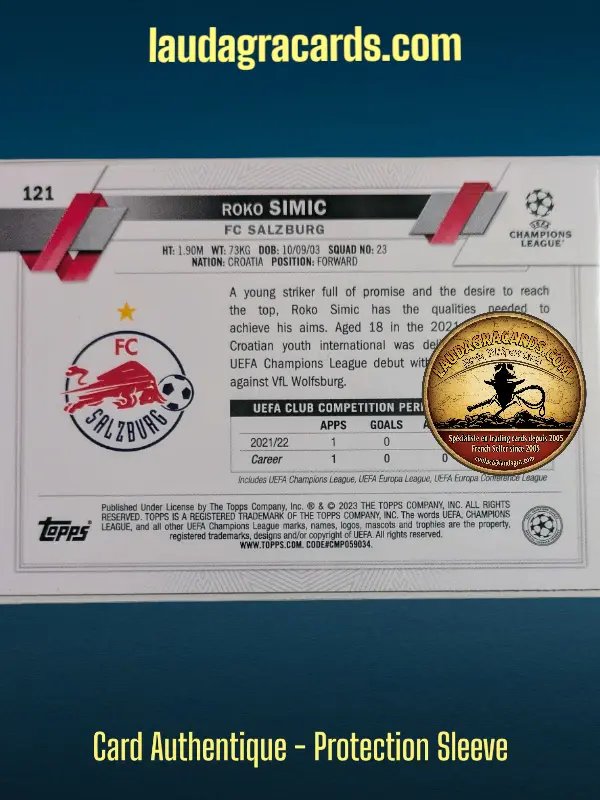 laudagracards.com
121
ROKO SIMIC
FC SALZBURG
HT: 1.90M WT: 73KG DOB: 10/09/03 SQUAD NO: 23
NATION: CROATIA POSITION: FORWARD
UEFA
CHAMPIONS
LEAGUE
A young striker full of promise and the desire to reach
the top, Roko Simic has the qualities needed to
achieve his aims. Aged 18 in the 2021
Croatian youth international was
UEFA Champions League debut with
against VfL Wolfsburg.
FC
SALZBURG
UEFA CLUB COMPETITION
APPS GOALS
2021/22 1 0
Career 1 0 0
Includes UEFA Champions League, UEFA Europa League, UEFA Europa Conference League
LAUDAGRACARDS.COM
Spécialiste en trading cards depuis 2005
French Seller since 2005
contact@laudagra.com
Topps
Published Under License by The Topps Company, Inc. ® & © 2023 THE TOPPS COMPANY, INC. ALL RIGHTS
RESERVED. TOPPS IS A REGISTERED TRADEMARK OF THE TOPPS COMPANY, INC. The words UEFA, CHAMPIONS
LEAGUE, and all other UEFA Champions League marks, names, logos, mascots and trophies are the property,
registered trademarks, designs and/or copyright of UEFA. All rights reserved.
WWW.TOPPS.COM. CODE#CMP059034.
Card Authentique - Protection Sleeve